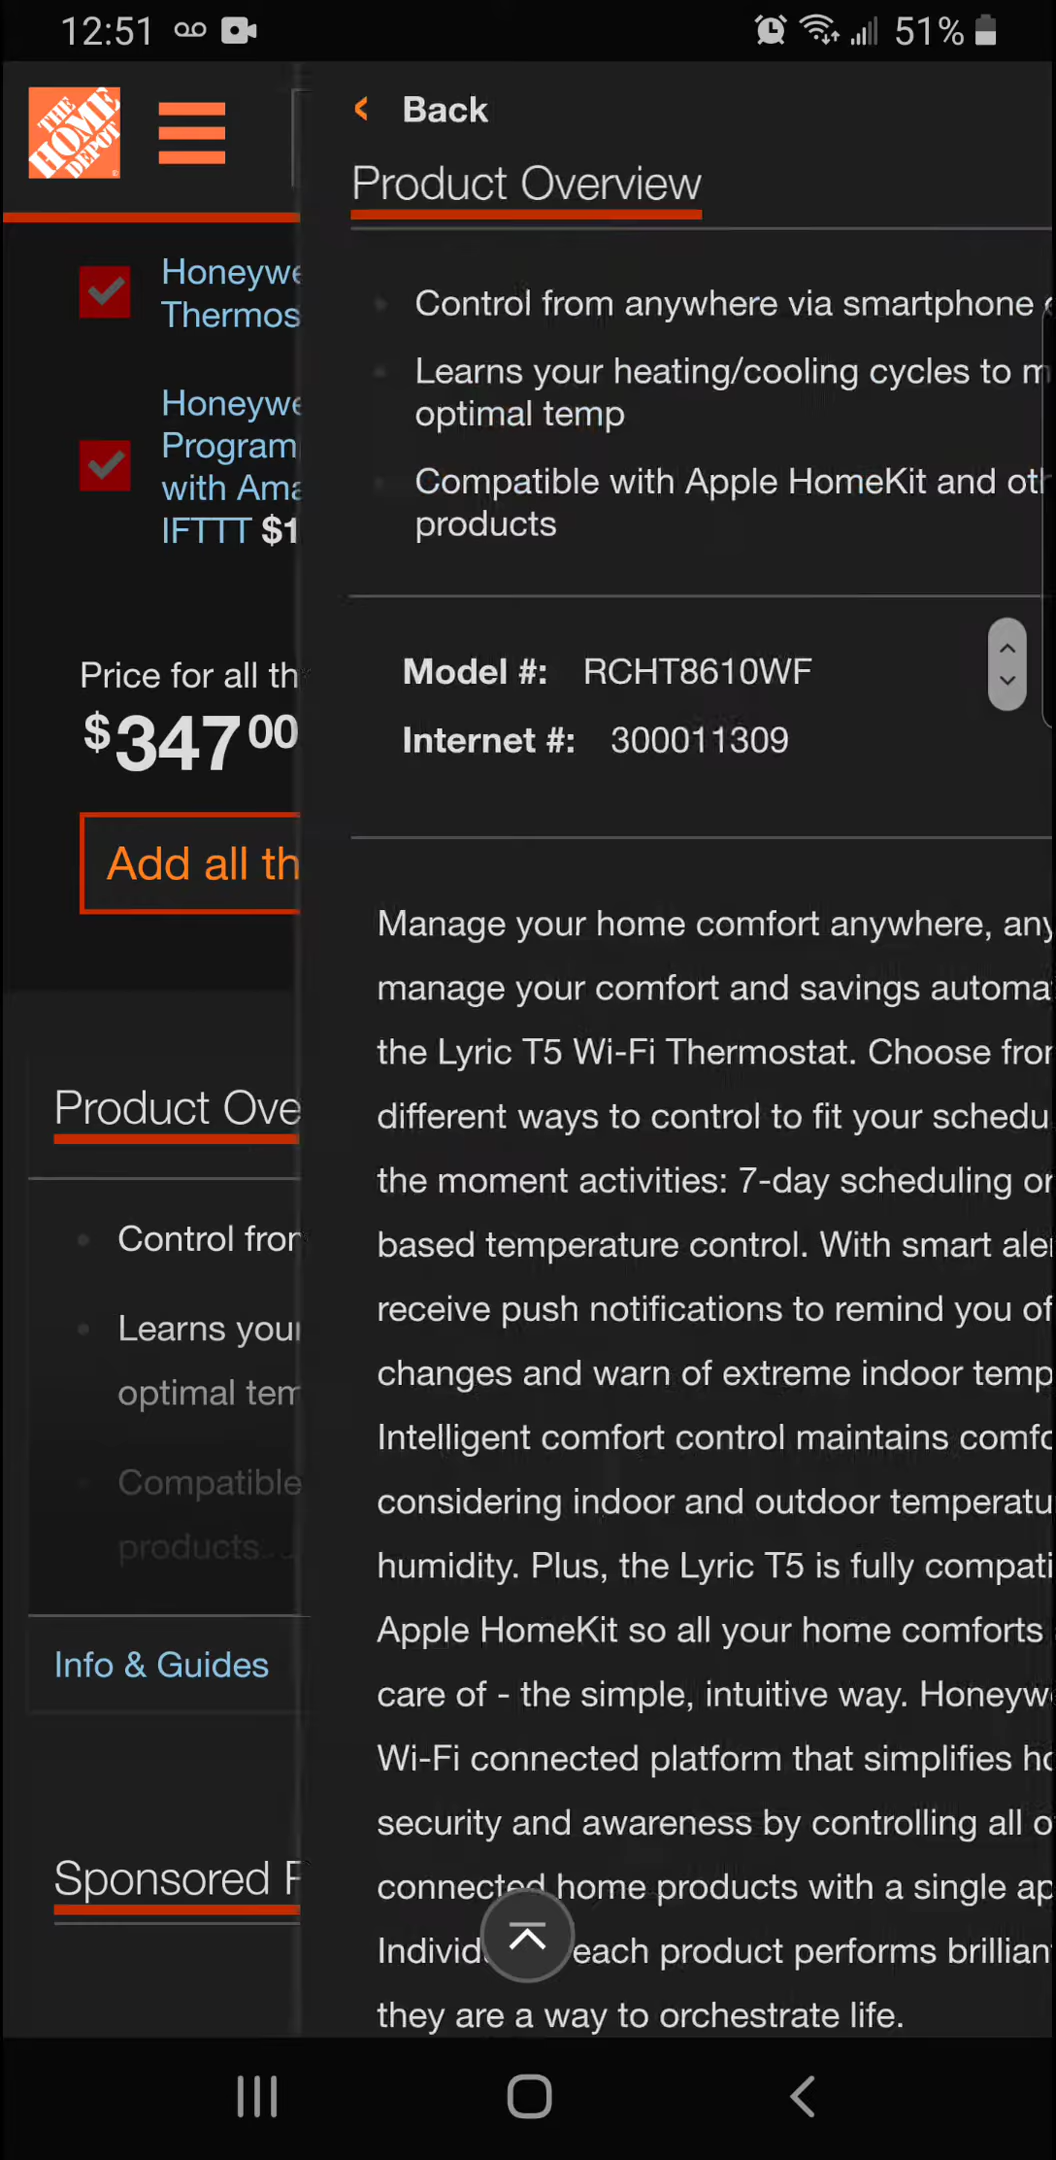 12:51
51%
THE
HOME
DEPOT
Back
Product Overview
Honeywe
Thermos
Honeywe
Program
with Ama
IFTTT $1
Price for all th
$347 00
Add all th
Product Ove
Control from
Learns your
optimal tem
Compatible
products...
Info & Guides
Sponsored P
Control from anywhere via smartphone
Learns your heating/cooling cycles to m
optimal temp
Compatible with Apple HomeKit and oth
products
Model #: RCHT8610WF
Internet #: 300011309
Manage your home comfort anywhere, any
manage your comfort and savings automa
the Lyric T5 Wi-Fi Thermostat. Choose from
different ways to control to fit your schedu
the moment activities: 7-day scheduling or
based temperature control. With smart aler
receive push notifications to remind you of
changes and warn of extreme indoor temp
Intelligent comfort control maintains comfo
considering indoor and outdoor temperatu
humidity. Plus, the Lyric T5 is fully compati
Apple HomeKit so all your home comforts
care of - the simple, intuitive way. Honeywe
Wi-Fi connected platform that simplifies ho
security and awareness by controlling all o
connected home products with a single ap
Individ each product performs brillian
they are a way to orchestrate life.